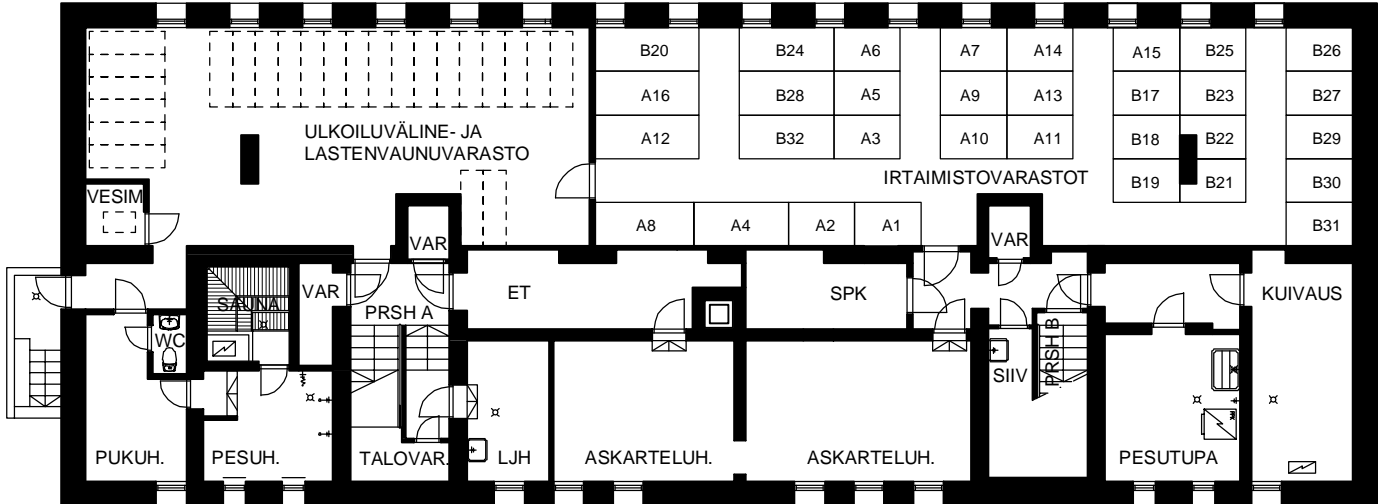 B20 B24 A6 A7 A14 A15 B25 B26
A16 B28 A5 A9 A13 B17 B23 B27
A12 B32 A3 A10 A11 B18 B22 B29
ULKOILUVÄLINE- JA
LASTENVAUNUVARASTO
IRTAIMISTOVARASTOT
B19 B21 B30
VESIM
A8 A4 A2 A1 B31
VAR
VAR
ET
SPK
KUIVAUS
SAUNA
VAR
PRSH A
WC
PRSH B
SIIV
PUKUH.
PESUH.
TALOVAR.
LJH
ASKARTELUH.
ASKARTELUH.
PESUTUPA